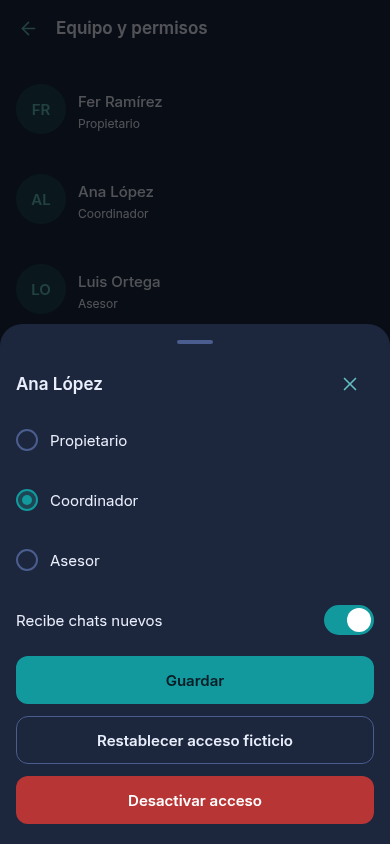 Equipo y permisos
FR
Fer Ramírez
Propietario
AL
Ana López
Coordinador
LO
Luis Ortega
Asesor
Ana López
Propietario
Coordinador
Asesor
Recibe chats nuevos
Guardar
Restablecer acceso ficticio
Desactivar acceso